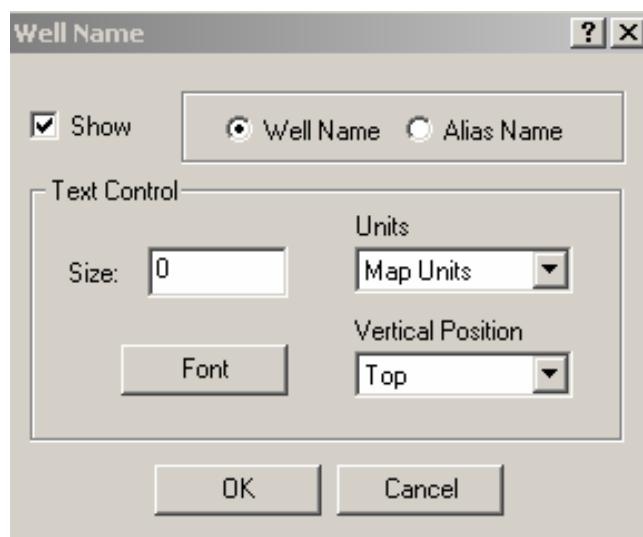 Well Name
?
Show
Well Name
Alias Name
Text Control
Units
Size:
0
Map Units
Vertical Position
Font
Top
OK
Cancel